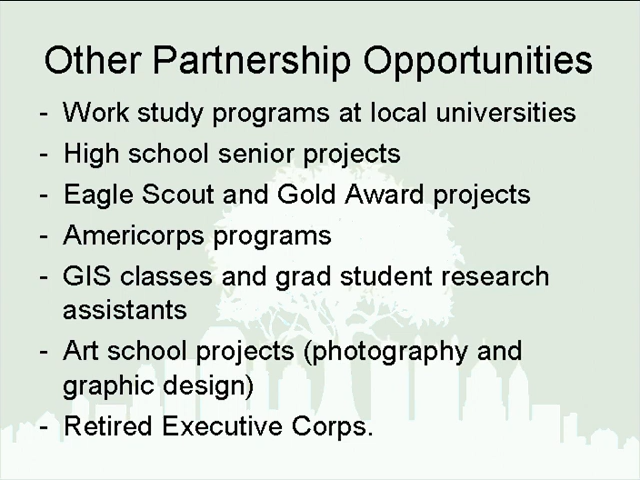 Other Partnership Opportunities
- Work study programs at local universities
- High school senior projects
- Eagle Scout and Gold Award projects
- Americorps programs
- GIS classes and grad student research
assistants
- Art school projects (photography and
graphic design)
- Retired Executive Corps.